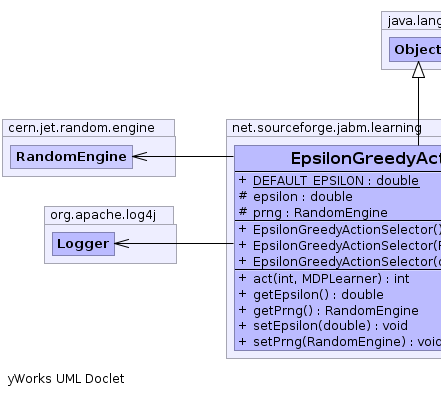 java.lang
Object
cern.jet.random.engine
RandomEngine
net.sourceforge.jabm.learning
EpsilonGreedyAct
+ DEFAULT_EPSILON : double
# epsilon : double
# prng : RandomEngine
org.apache.log4j
Logger
+ EpsilonGreedyActionSelector()
+ EpsilonGreedyActionSelector(R
+ EpsilonGreedyActionSelector(d
+ act(int, MDPLearner) : int
+ getEpsilon() : double
+ getPrng() : RandomEngine
+ setEpsilon(double) : void
+ setPrng(RandomEngine) : void
yWorks UML Doclet